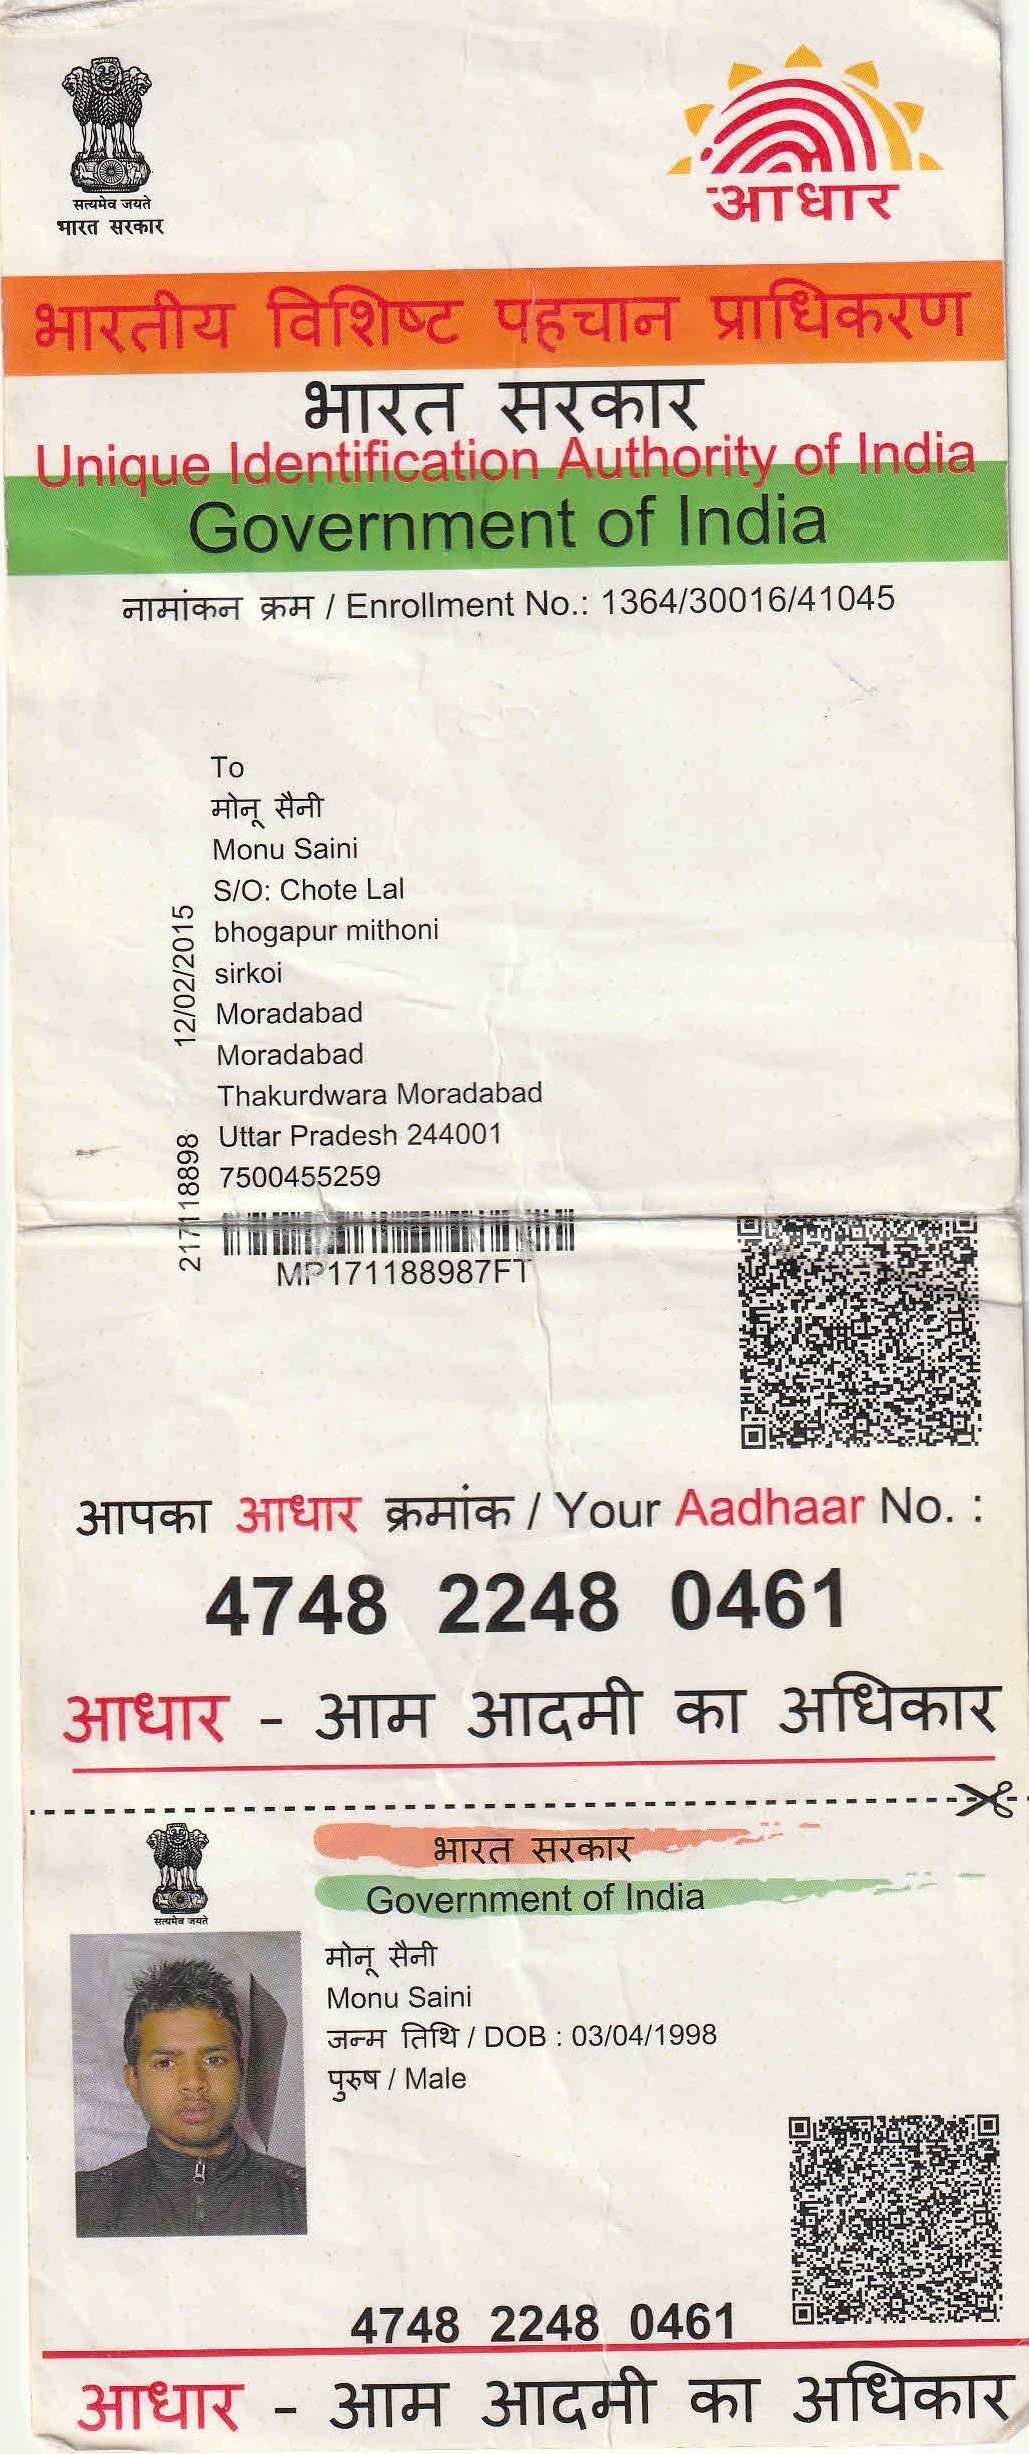 सत्यमेव जयते
भारत सरकार
आधार
भारतीय विशिष्ट पहचान प्राधिकरण
भारत सरकार
Unique Identification Authority of India
Government of India
नामांकन क्रम / Enrollment No.: 1364/30016/41045
To
मोनू सैनी
Monu Saini
S/O: Chote Lal
bhogapur mithoni
sirkoi
Moradabad
Moradabad
Thakurdwara Moradabad
Uttar Pradesh 244001
7500455259
12/02/2015
217118898
MP171188987FT
आपका आधार क्रमांक / Your Aadhaar No. :
4748 2248 0461
आधार - आम आदमी का अधिकार
सत्यमेव जयते
भारत सरकार
Government of India
मोनू सैनी
Monu Saini
जन्म तिथि / DOB : 03/04/1998
पुरुष / Male
4748 2248 0461
आधार - आम आदमी का अधिकार